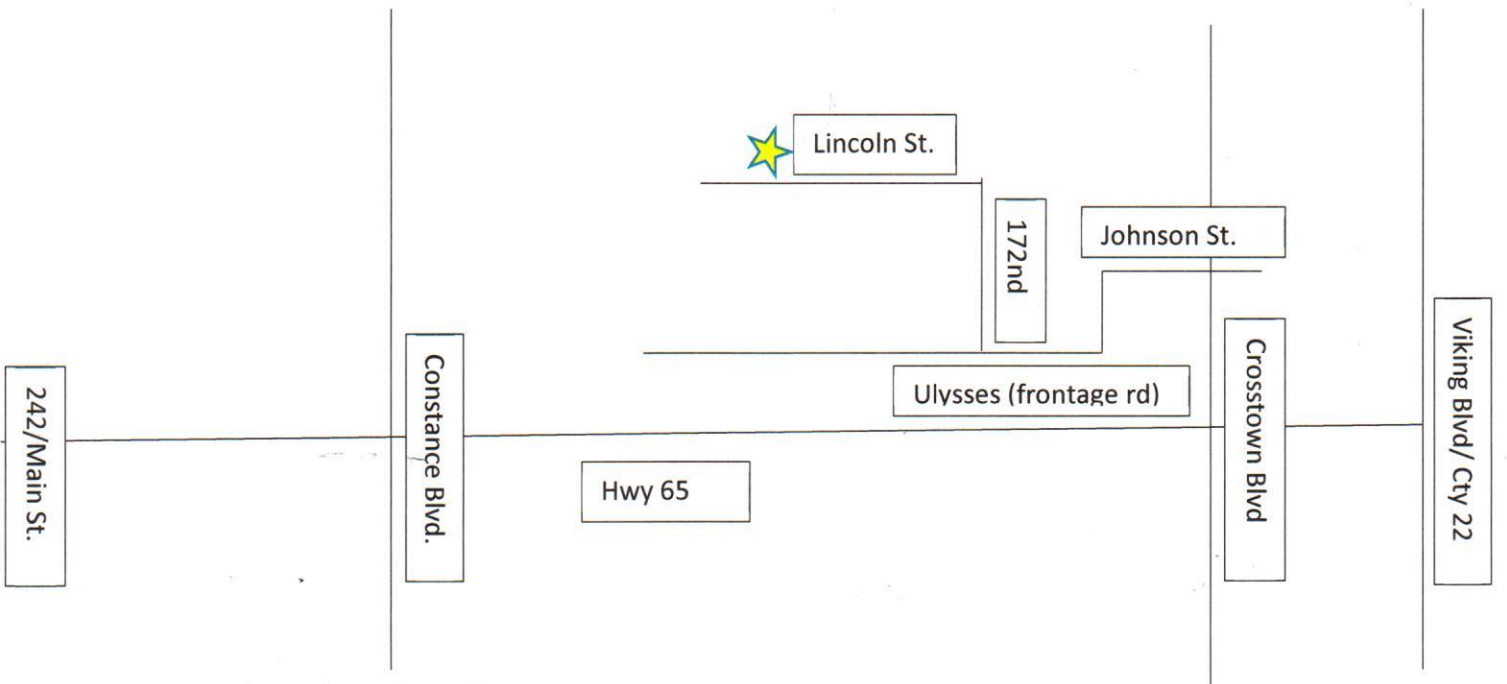 Lincoln St.
172nd
Johnson St.
Ulysses (frontage rd)
Viking Blvd/ Cty 22
Crosstown Blvd
Constance Blvd.
242/Main St.
Hwy 65